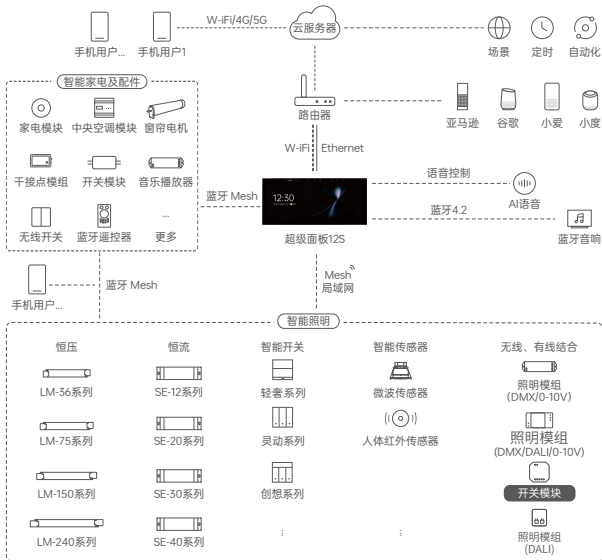 W-iFi/4G/5G
云服务器
手机用户... 手机用户1
场景 定时 自动化
智能家电及配件
家电模块 中央空调模块 窗帘电机
路由器
亚马逊 谷歌 小爱 小度
W-iFi Ethernet
干接点模组 开关模块 音乐播放器
语音控制
AI语音
12:30
蓝牙 Mesh
蓝牙4.2
无线开关 蓝牙遥控器 更多
...
超级面板12S
蓝牙音响
手机用户...
蓝牙 Mesh
Mesh
局域网
智能照明
恒压 恒流 智能开关 智能传感器 无线、有线结合
LM-36系列 SE-12系列 轻奢系列 微波传感器 照明模组
(DMX/0-10V)
LM-75系列 SE-20系列 灵动系列 人体红外传感器 照明模组
(DMX/DALI/0-10V)
LM-150系列 SE-30系列 创想系列 开关模块
LM-240系列 SE-40系列 ... ... 照明模组
(DALI)